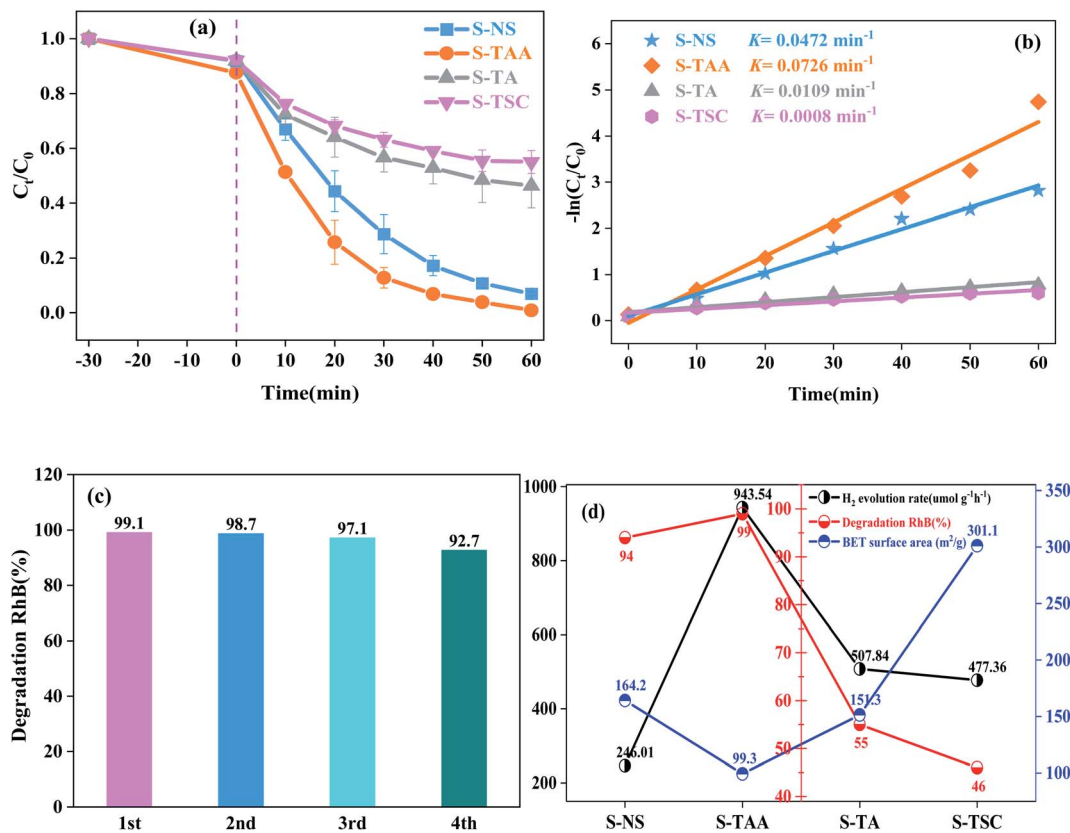 (a)
S-NS
S-TAA
S-TA
S-TSC
1.0
0.8
0.6
0.4
0.2
0.0
Cₜ/C₀
-30 -20 -10 0 10 20 30 40 50 60
Time(min)
(b)
S-NS K= 0.0472 min⁻¹
S-TAA K= 0.0726 min⁻¹
S-TA K= 0.0109 min⁻¹
S-TSC K= 0.0008 min⁻¹
6
5
4
3
2
1
0
-ln(Cₜ/C₀)
0 10 20 30 40 50 60
Time(min)
(c)
120
100
80
60
40
20
0
Degradation RhB(%)
99.1 98.7 97.1 92.7
1st 2nd 3rd 4th
(d)
H₂ evolution rate(umol g⁻¹h⁻¹)
Degradation RhB(%)
BET surface area (m²/g)
1000
800
600
400
200
100
90
80
70
60
50
40
350
300
250
200
150
100
246.01 943.54 507.84 477.36
94 99 55 46
164.2 99.3 151.3 301.1
S-NS S-TAA S-TA S-TSC